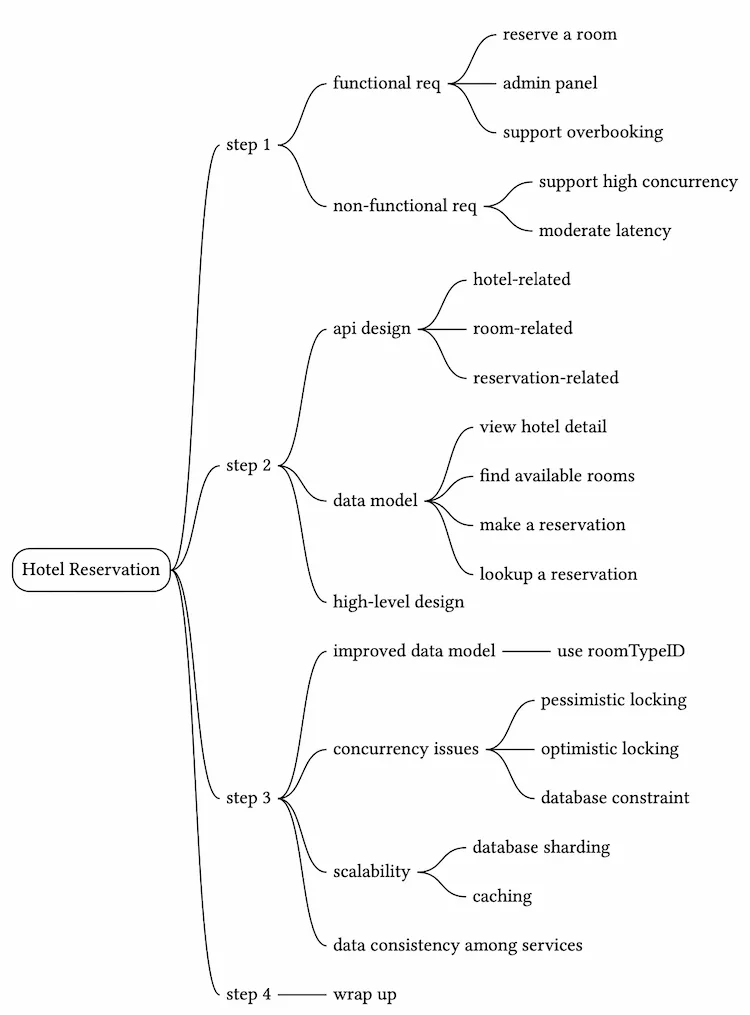 Hotel Reservation
step 1
functional req
reserve a room
admin panel
support overbooking
non-functional req
support high concurrency
moderate latency
step 2
api design
hotel-related
room-related
reservation-related
data model
view hotel detail
find available rooms
make a reservation
lookup a reservation
high-level design
step 3
improved data model
use roomTypeID
concurrency issues
pessimistic locking
optimistic locking
database constraint
scalability
database sharding
caching
data consistency among services
step 4
wrap up